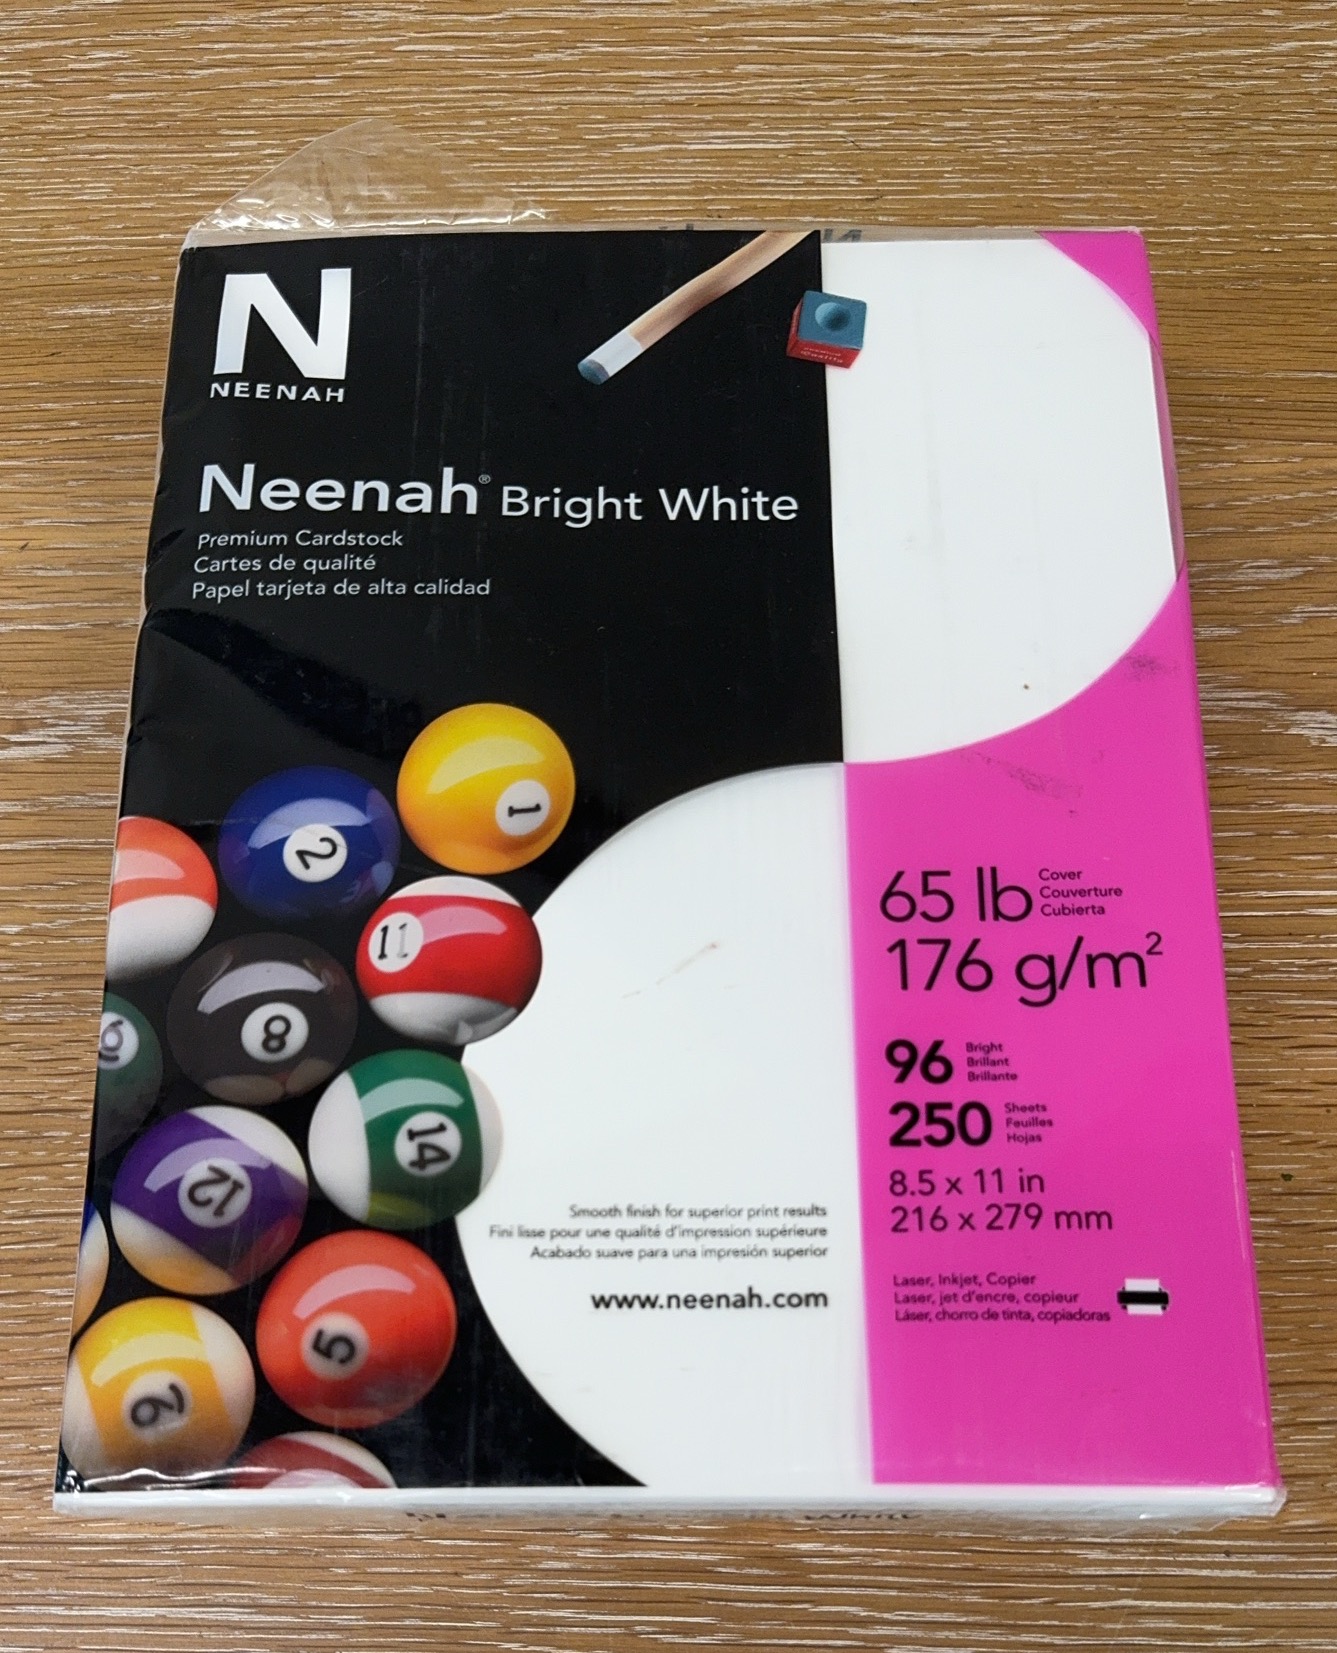 N
NEENAH
Neenah® Bright White
Premium Cardstock
Cartes de qualité
Papel tarjeta de alta calidad
1
2
11
8
6
14
12
5
9
65 lb Cover
Couverture
Cubierta
176 g/m²
96 Bright
Brillant
Brillante
250 Sheets
Feuilles
Hojas
8.5 x 11 in
216 x 279 mm
Smooth finish for superior print results
Fini lisse pour une qualité d'impression supérieure
Acabado suave para una impresión superior
www.neenah.com
Laser, Inkjet, Copier
Laser, jet d'encre, copieur
Láser, chorro de tinta, copiadoras
White